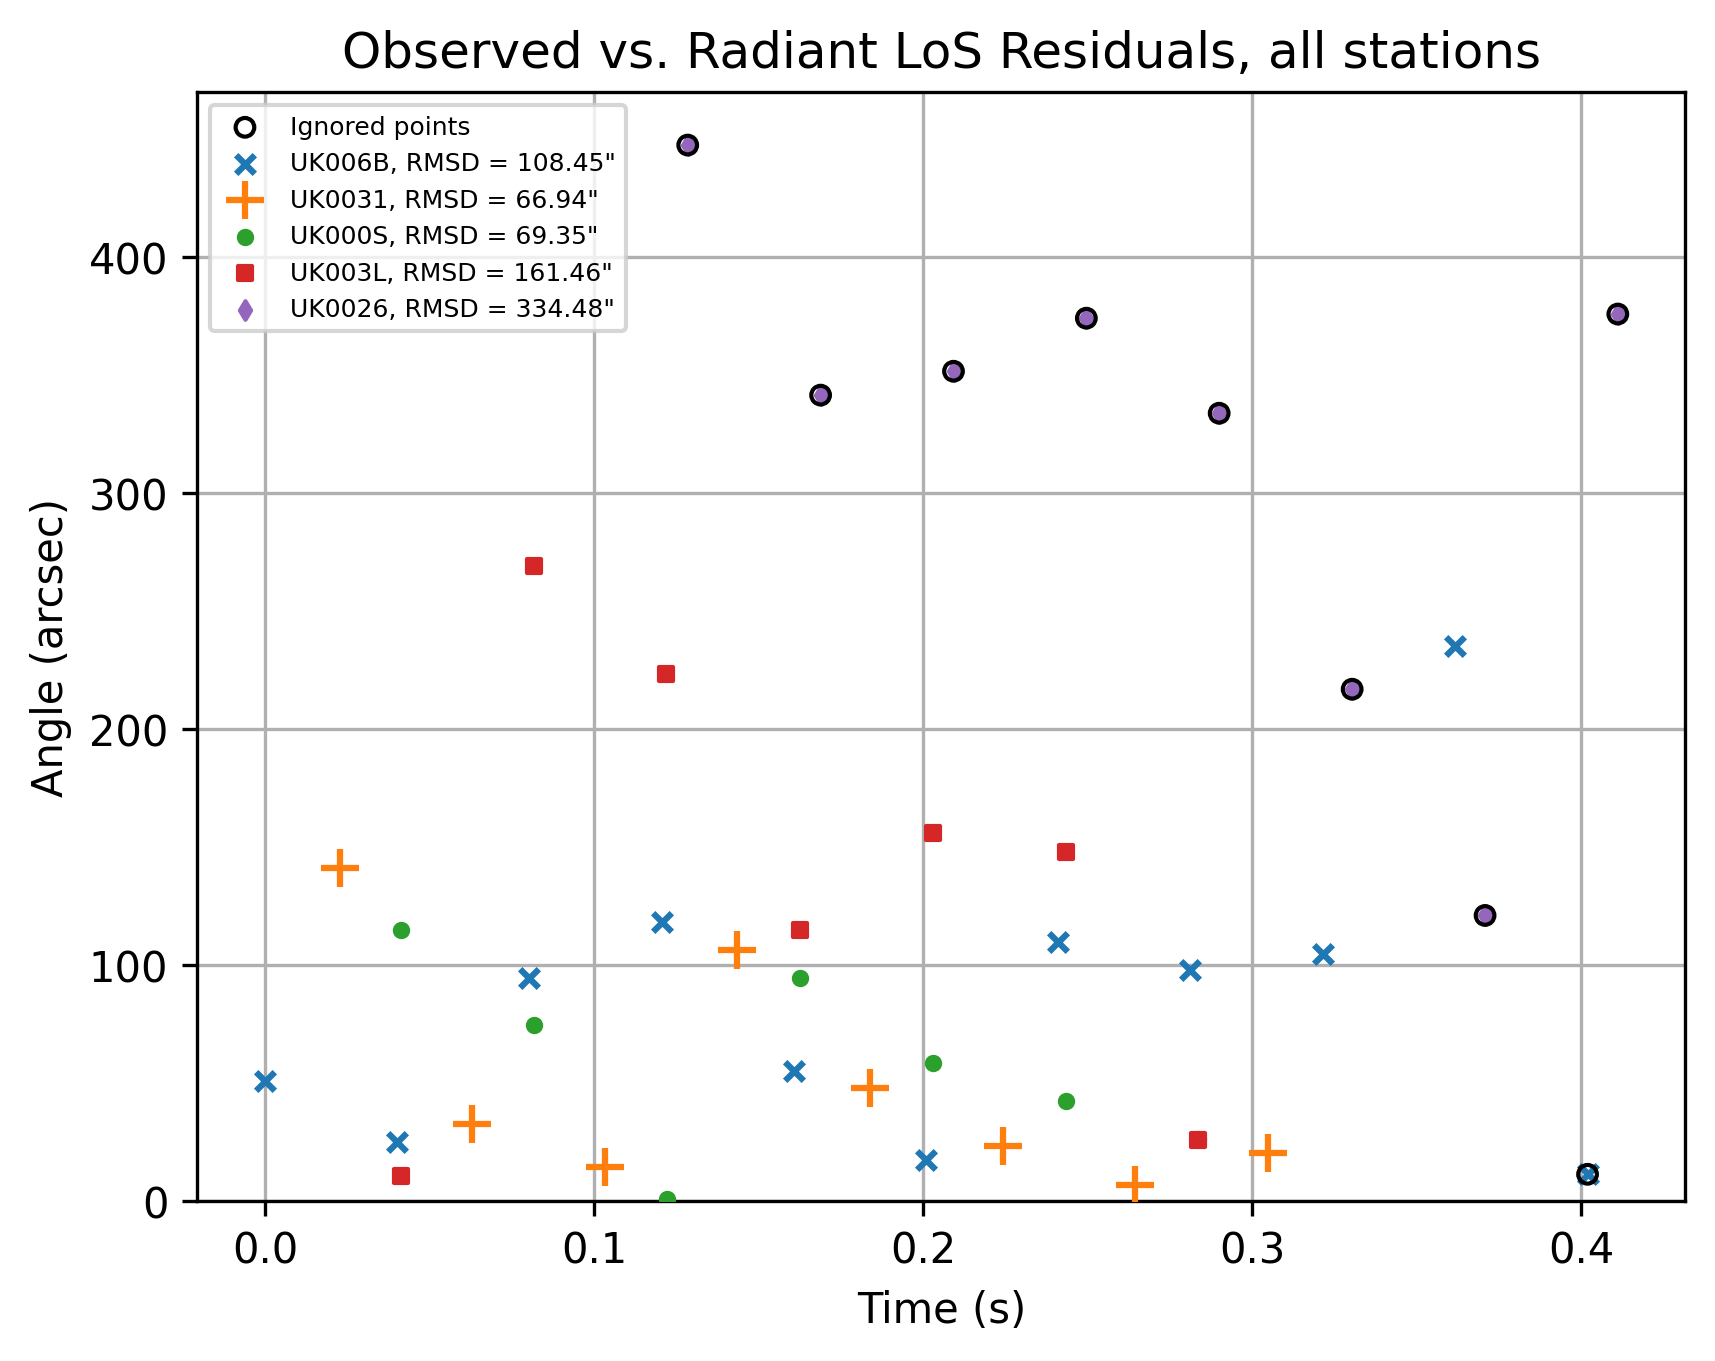 Observed vs. Radiant LoS Residuals, all stations
Ignored points
UK006B, RMSD = 108.45"
UK0031, RMSD = 66.94"
UK000S, RMSD = 69.35"
UK003L, RMSD = 161.46"
UK0026, RMSD = 334.48"
Angle (arcsec)
400
300
200
100
0
0.0 0.1 0.2 0.3 0.4
Time (s)